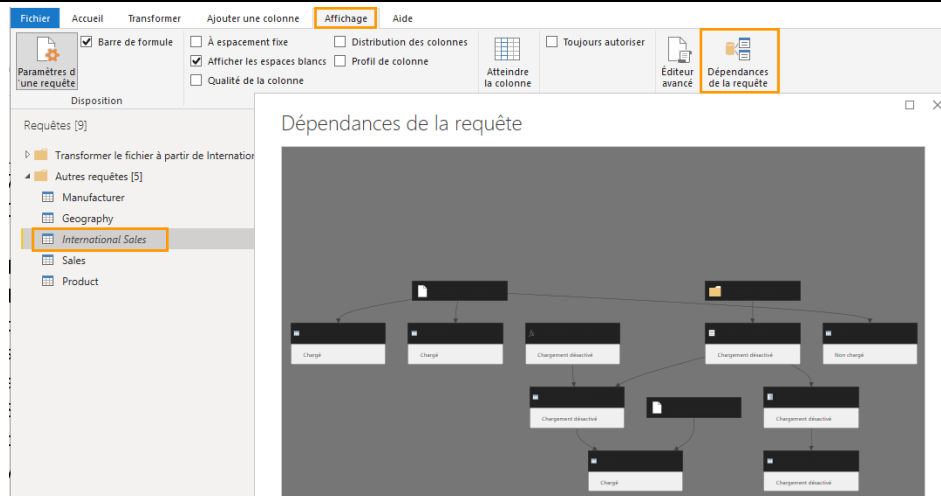 Fichier Accueil Transformer Ajouter une colonne Affichage Aide
Paramètres d
'une requête
Barre de formule
Disposition
À espacement fixe
Afficher les espaces blancs
Qualité de la colonne
Distribution des colonnes
Profil de colonne
Atteindre
la colonne
Toujours autoriser
Éditeur
avancé
Dépendances
de la requête
Requêtes [9]
Transformer le fichier à partir de Internation
Autres requêtes [5]
Manufacturer
Geography
International Sales
Sales
Product
Dépendances de la requête
Chargé
Chargé
Chargement désactivé
Chargement désactivé
Non chargé
Chargement désactivé
Chargement désactivé
Chargé
Chargement désactivé